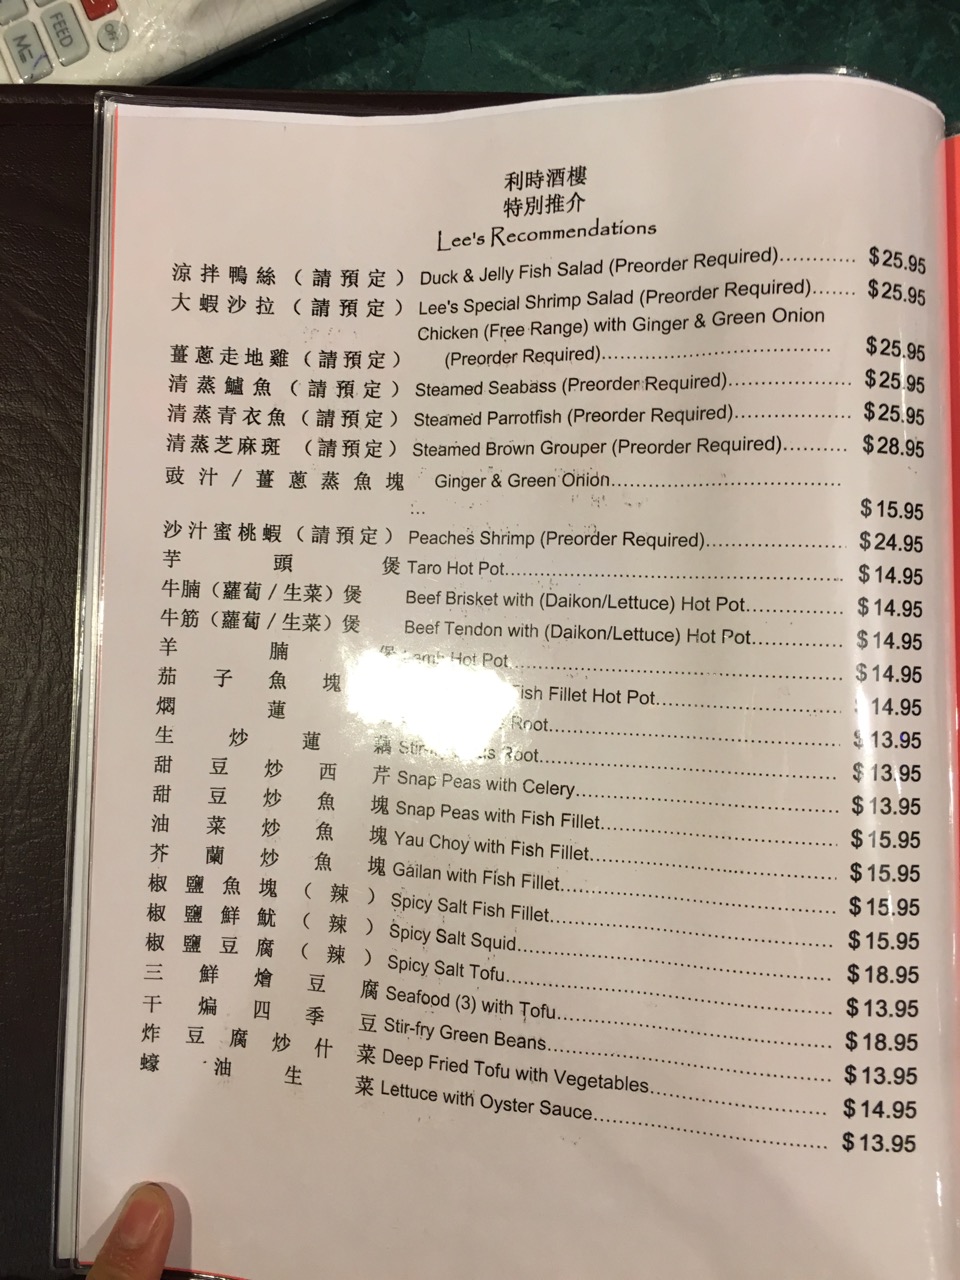 FEED
OFF
利時酒樓
特別推介
Lee's Recommendations
涼拌鴨絲（請預定）Duck & Jelly Fish Salad (Preorder Required)............ $25.95
大蝦沙拉（請預定）Lee's Special Shrimp Salad (Preorder Required)....... $25.95
Chicken (Free Range) with Ginger & Green Onion
薑蔥走地雞（請預定） (Preorder Required)................................... $25.95
清蒸鱸魚（請預定）Steamed Seabass (Preorder Required)................... $25.95
清蒸青衣魚（請預定）Steamed Parrotfish (Preorder Required).................. $25.95
清蒸芝麻斑（請預定）Steamed Brown Grouper (Preorder Required).......... $28.95
豉汁/薑蔥蒸魚塊 Ginger & Green Onion...................................
... $15.95
沙汁蜜桃蝦（請預定）Peaches Shrimp (Preorder Required)..................... $24.95
芋頭煲 Taro Hot Pot.................................................... $14.95
牛腩（蘿蔔/生菜）煲 Beef Brisket with (Daikon/Lettuce) Hot Pot............... $14.95
牛筋（蘿蔔/生菜）煲 Beef Tendon with (Daikon/Lettuce) Hot Pot.............. $14.95
羊腩煲 Lamb Hot Pot.................................................... $14.95
茄子魚塊 Fish Fillet Hot Pot............................ $14.95
燜蓮 Root............................................. $13.95
生炒蓮藕 Root............................................. $13.95
甜豆炒西芹 Snap Peas with Celery........................................ $13.95
甜豆炒魚塊 Snap Peas with Fish Fillet..................................... $15.95
油菜炒魚塊 Yau Choy with Fish Fillet...................................... $15.95
芥蘭炒魚塊 Gailan with Fish Fillet.......................................... $15.95
椒鹽魚塊（辣）Spicy Salt Fish Fillet............................................ $15.95
椒鹽鮮魷（辣）Spicy Salt Squid................................................ $18.95
椒鹽豆腐（辣）Spicy Salt Tofu.................................................. $13.95
三鮮燴豆腐 Seafood (3) with Tofu.......................................... $18.95
干煸四季豆 Stir-fry Green Beans........................................... $13.95
炸豆腐炒什菜 Deep Fried Tofu with Vegetables........................... $14.95
蠔油生菜 Lettuce with Oyster Sauce................................... $13.95